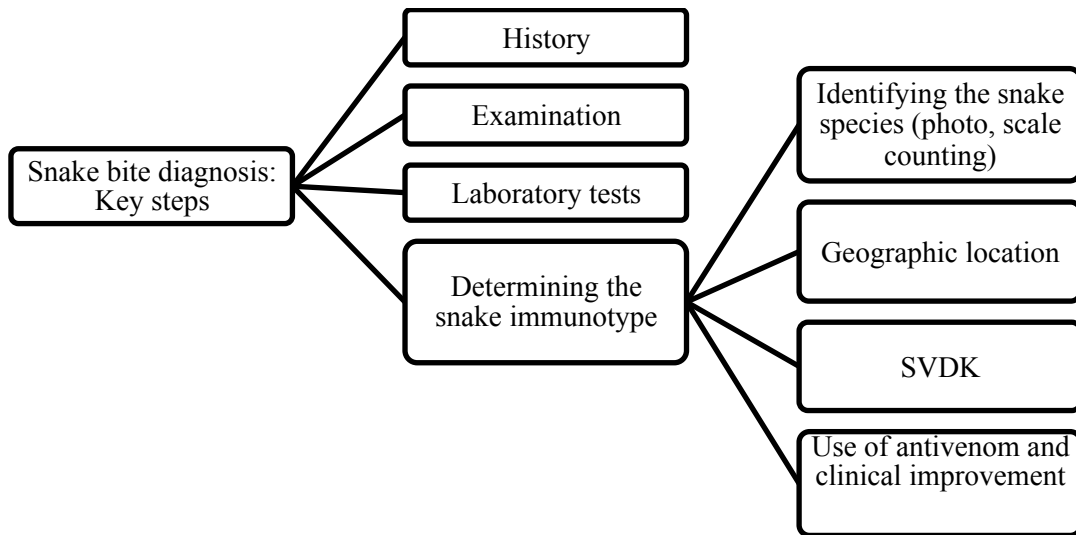 Snake bite diagnosis:
Key steps
History
Examination
Laboratory tests
Determining the
snake immunotype
Identifying the snake
species (photo, scale
counting)
Geographic location
SVDK
Use of antivenom and
clinical improvement